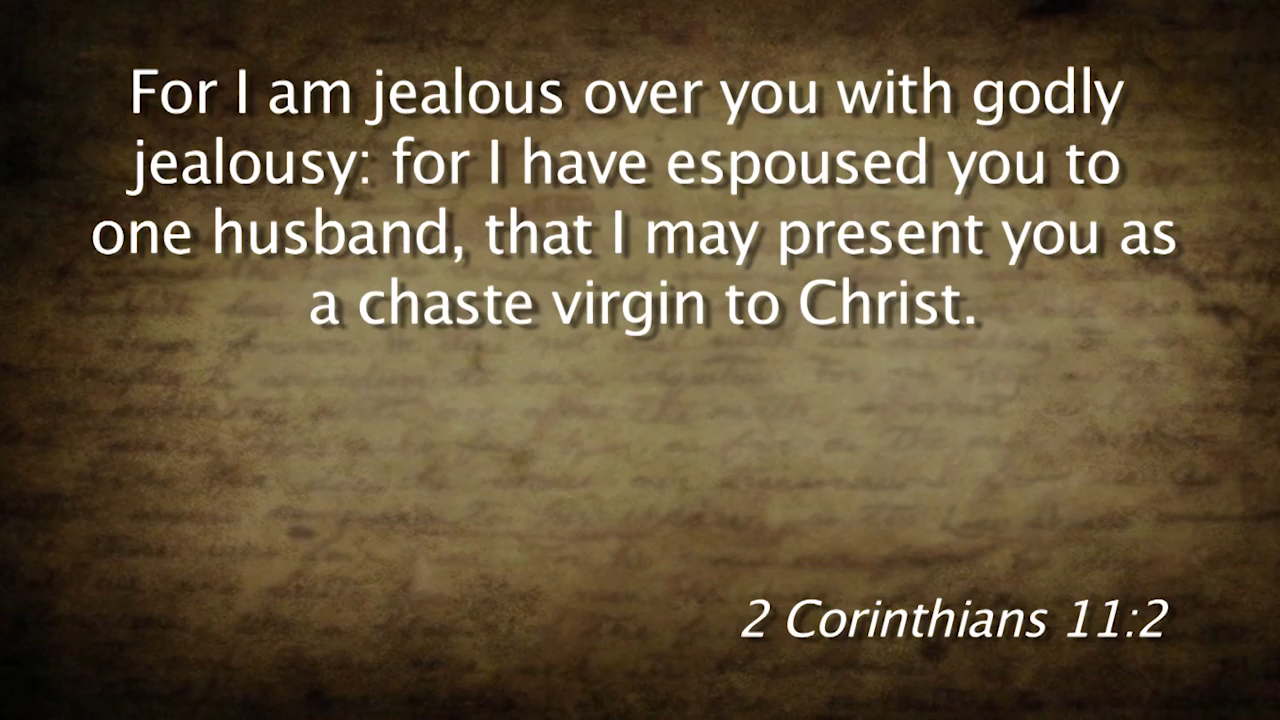 For I am jealous over you with godly
jealousy: for I have espoused you to
one husband, that I may present you as
a chaste virgin to Christ.
2 Corinthians 11:2